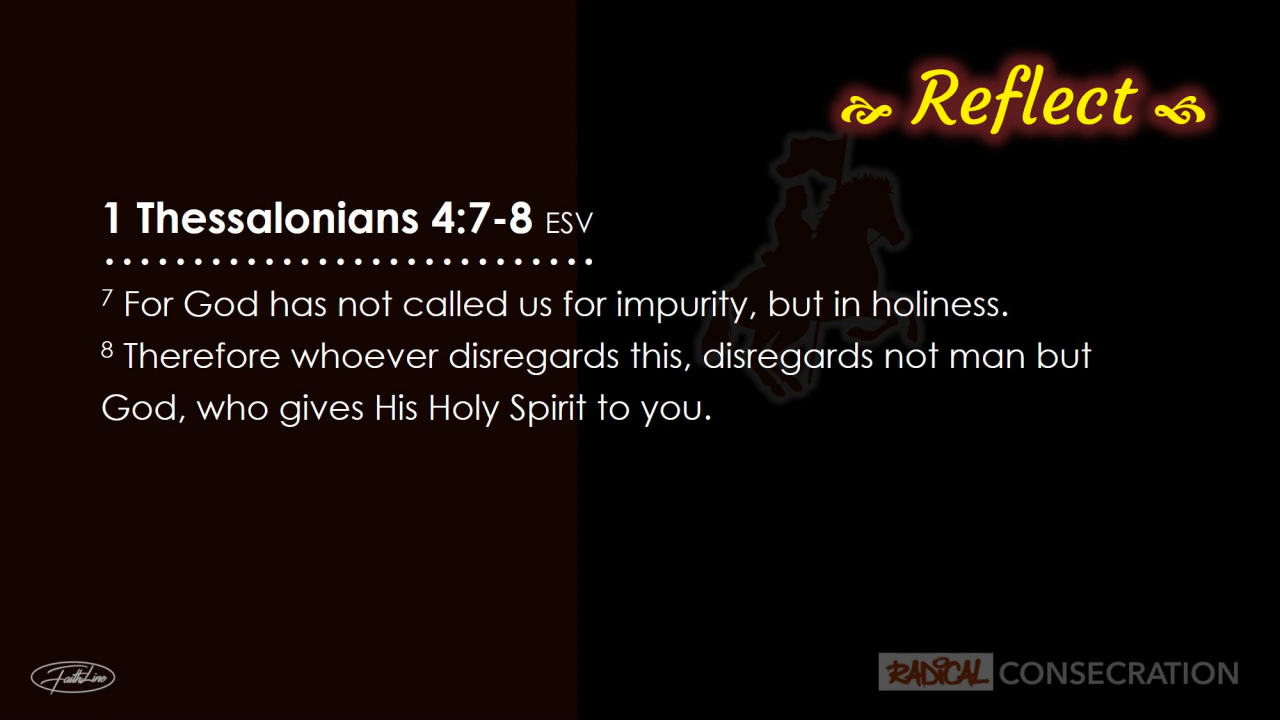 Reflect
1 Thessalonians 4:7-8 ESV
7 For God has not called us for impurity, but in holiness.
8 Therefore whoever disregards this, disregards not man but
God, who gives His Holy Spirit to you.
FaithLine
RADICAL CONSECRATION